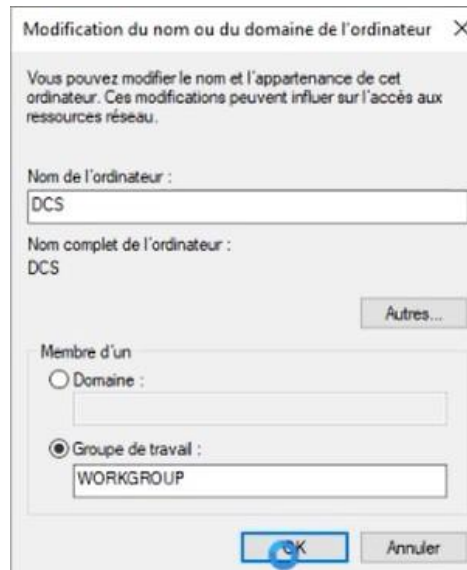 Modification du nom ou du domaine de l'ordinateur
Vous pouvez modifier le nom et l'appartenance de cet
ordinateur. Ces modifications peuvent influer sur l'accès aux
ressources réseau.
Nom de l'ordinateur :
DCS
Nom complet de l'ordinateur :
DCS
Autres...
Membre d'un
Domaine :
Groupe de travail :
WORKGROUP
OK
Annuler